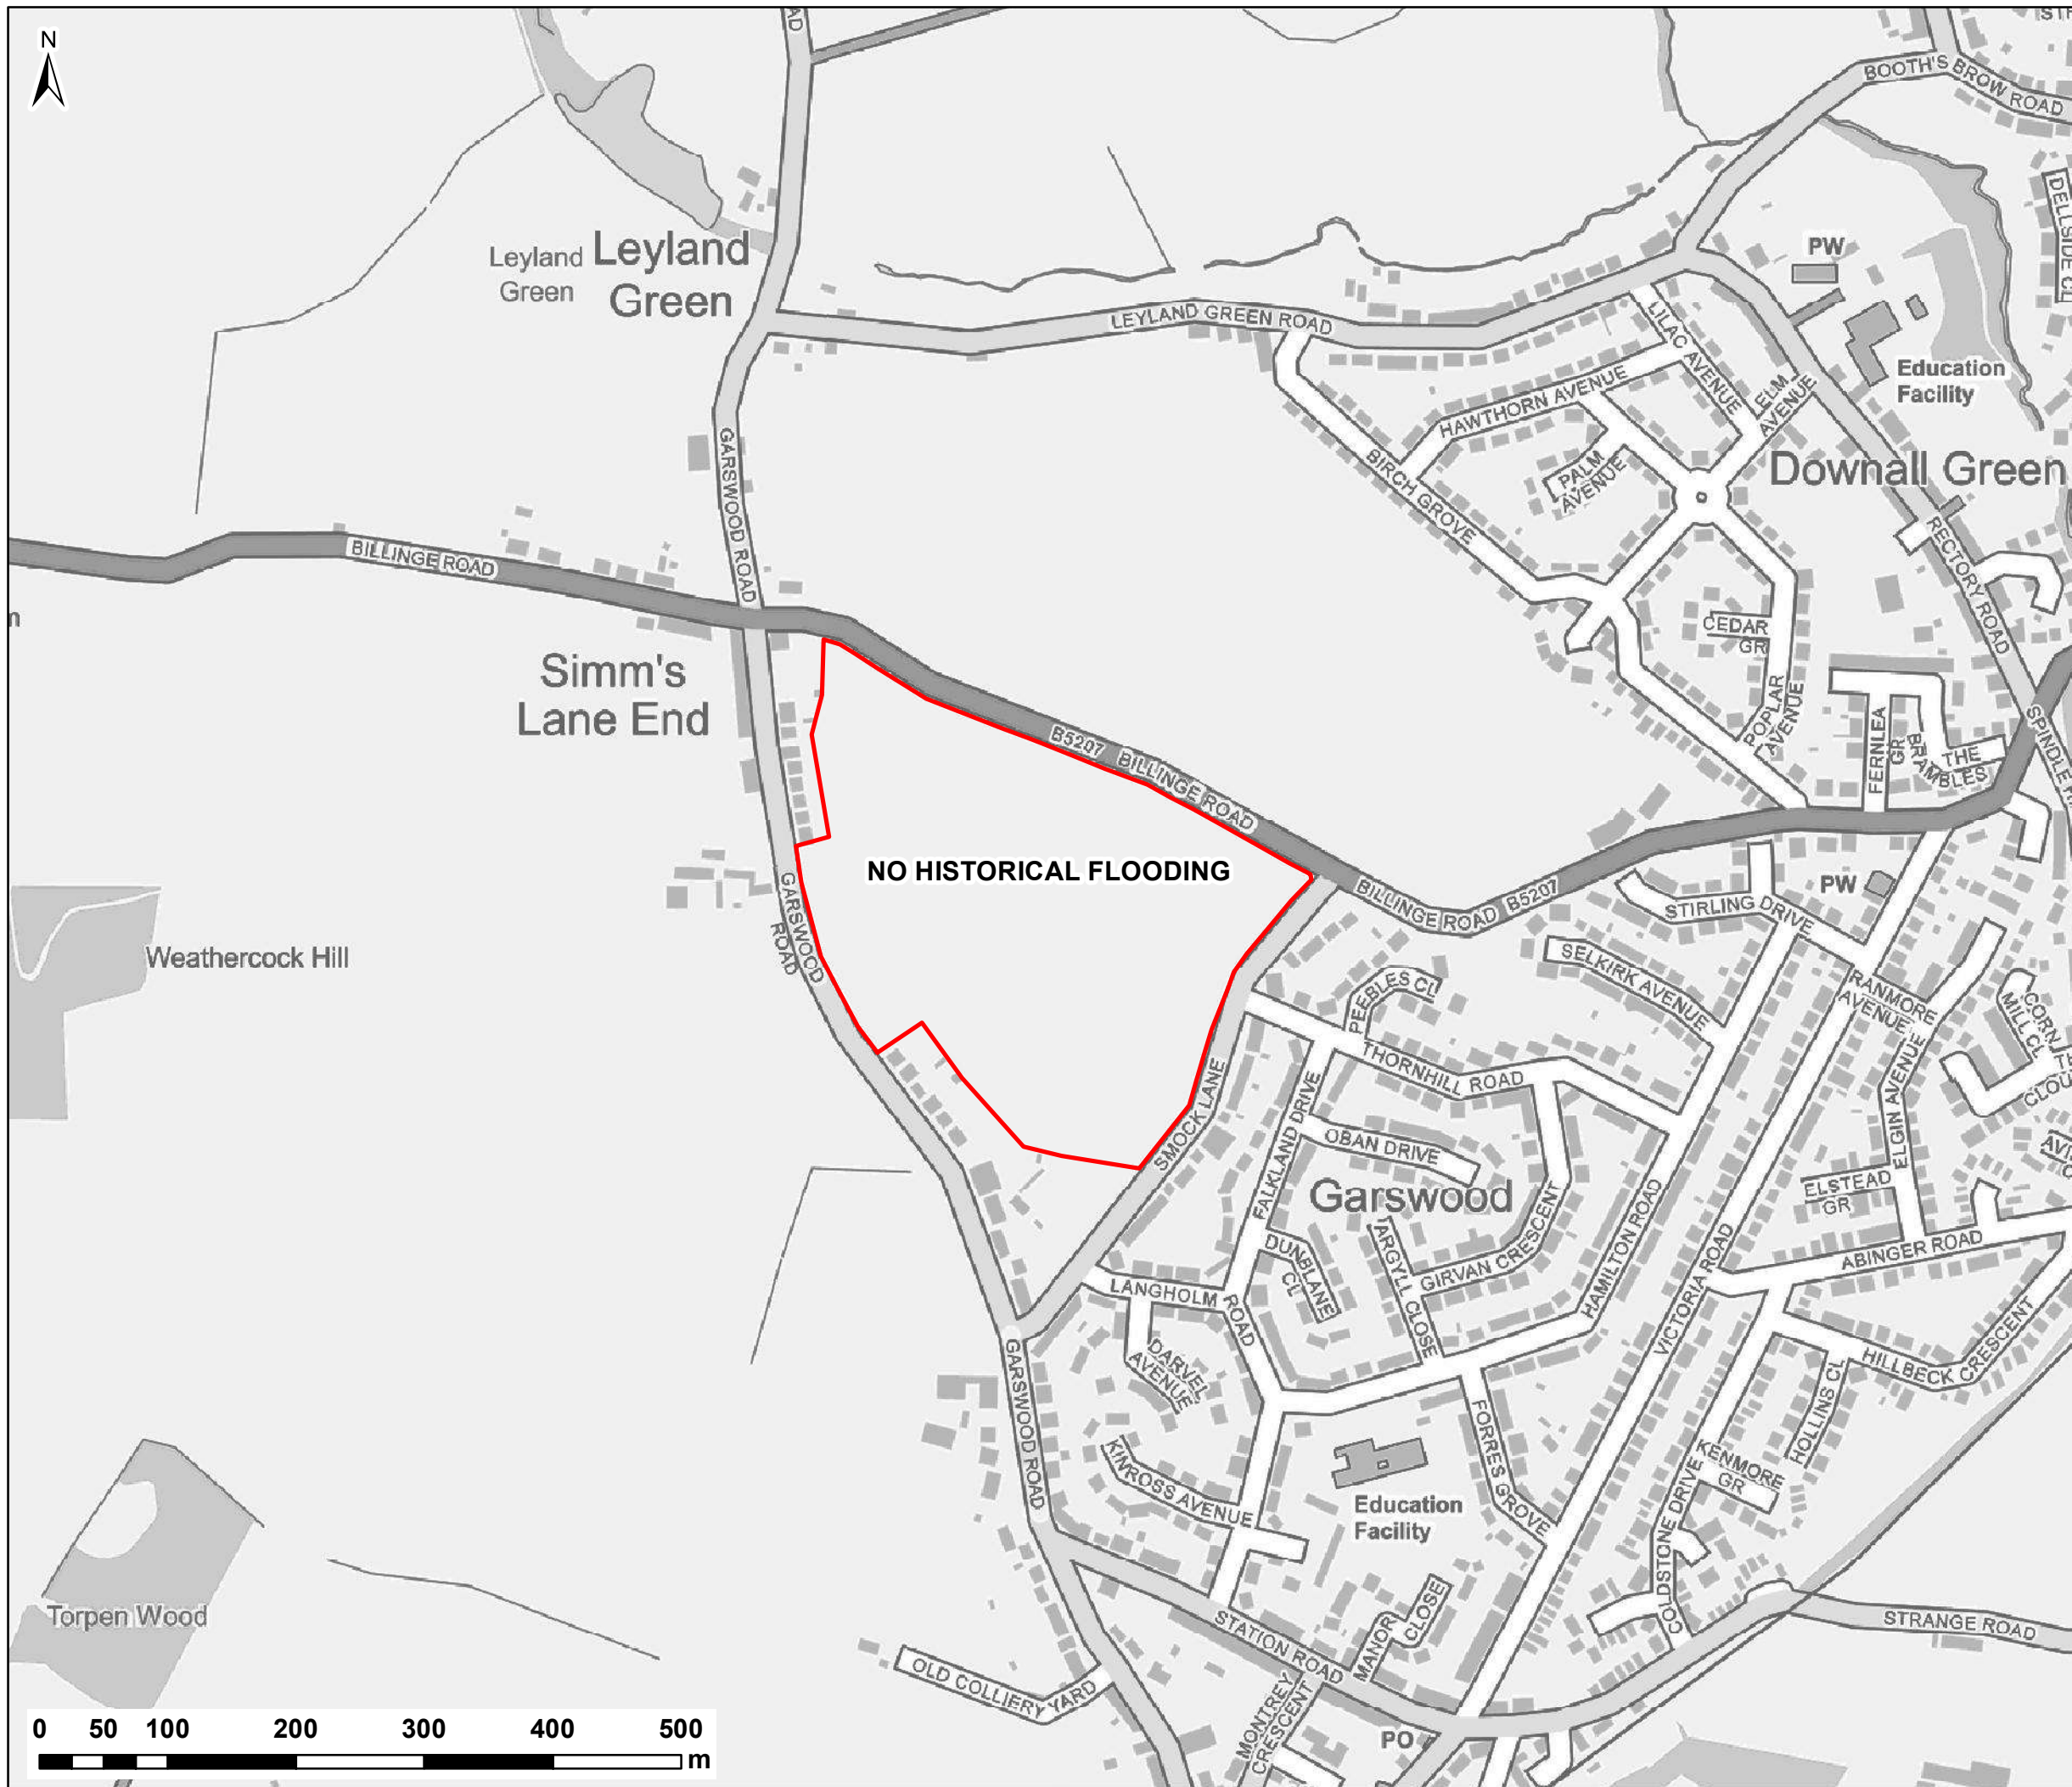 N
BOOTH'S BROW ROAD
DELLSIDE CL
PW
Leyland
Green
Leyland
Green
LEYLAND GREEN ROAD
LILAC AVENUE
ELM
AVENUE
Education
Facility
HAWTHORN AVENUE
PALM
AVENUE
BIRCH GROVE
Downall Green
GARSWOOD ROAD
RECTORY ROAD
BILLINGE ROAD
CEDAR
GR
POPLAR
AVENUE
Simm's
Lane End
FERNLEA
GR
THE
BRAMBLES
B5207 BILLINGE ROAD
NO HISTORICAL FLOODING
BILLINGE ROAD B5207
PW
STIRLING DRIVE
GARSWOOD
ROAD
Weathercock Hill
SELKIRK AVENUE
RANMORE
AVENUE
PEEBLES CL
CORN
MILL CL
THORNHILL ROAD
SMOCK LANE
FALKLAND DRIVE
OBAN DRIVE
ELGIN AVENUE
Garswood
ELSTEAD
GR
HAMILTON ROAD
GIRVAN CRESCENT
ARGYLL CLOSE
DUNBLANE
CL
ABINGER ROAD
LANGHOLM ROAD
VICTORIA ROAD
DARVEL
AVENUE
HILLBECK CRESCENT
HOLLINS CL
GARSWOOD ROAD
FORRES GROVE
KENMORE
GR
KINROSS AVENUE
Education
Facility
COLDSTONE DRIVE
Torpen Wood
STATION ROAD
MANOR
CLOSE
STRANGE ROAD
OLD COLLIERY YARD
MONTREY
CRESCENT
PO
0 50 100 200 300 400 500
m